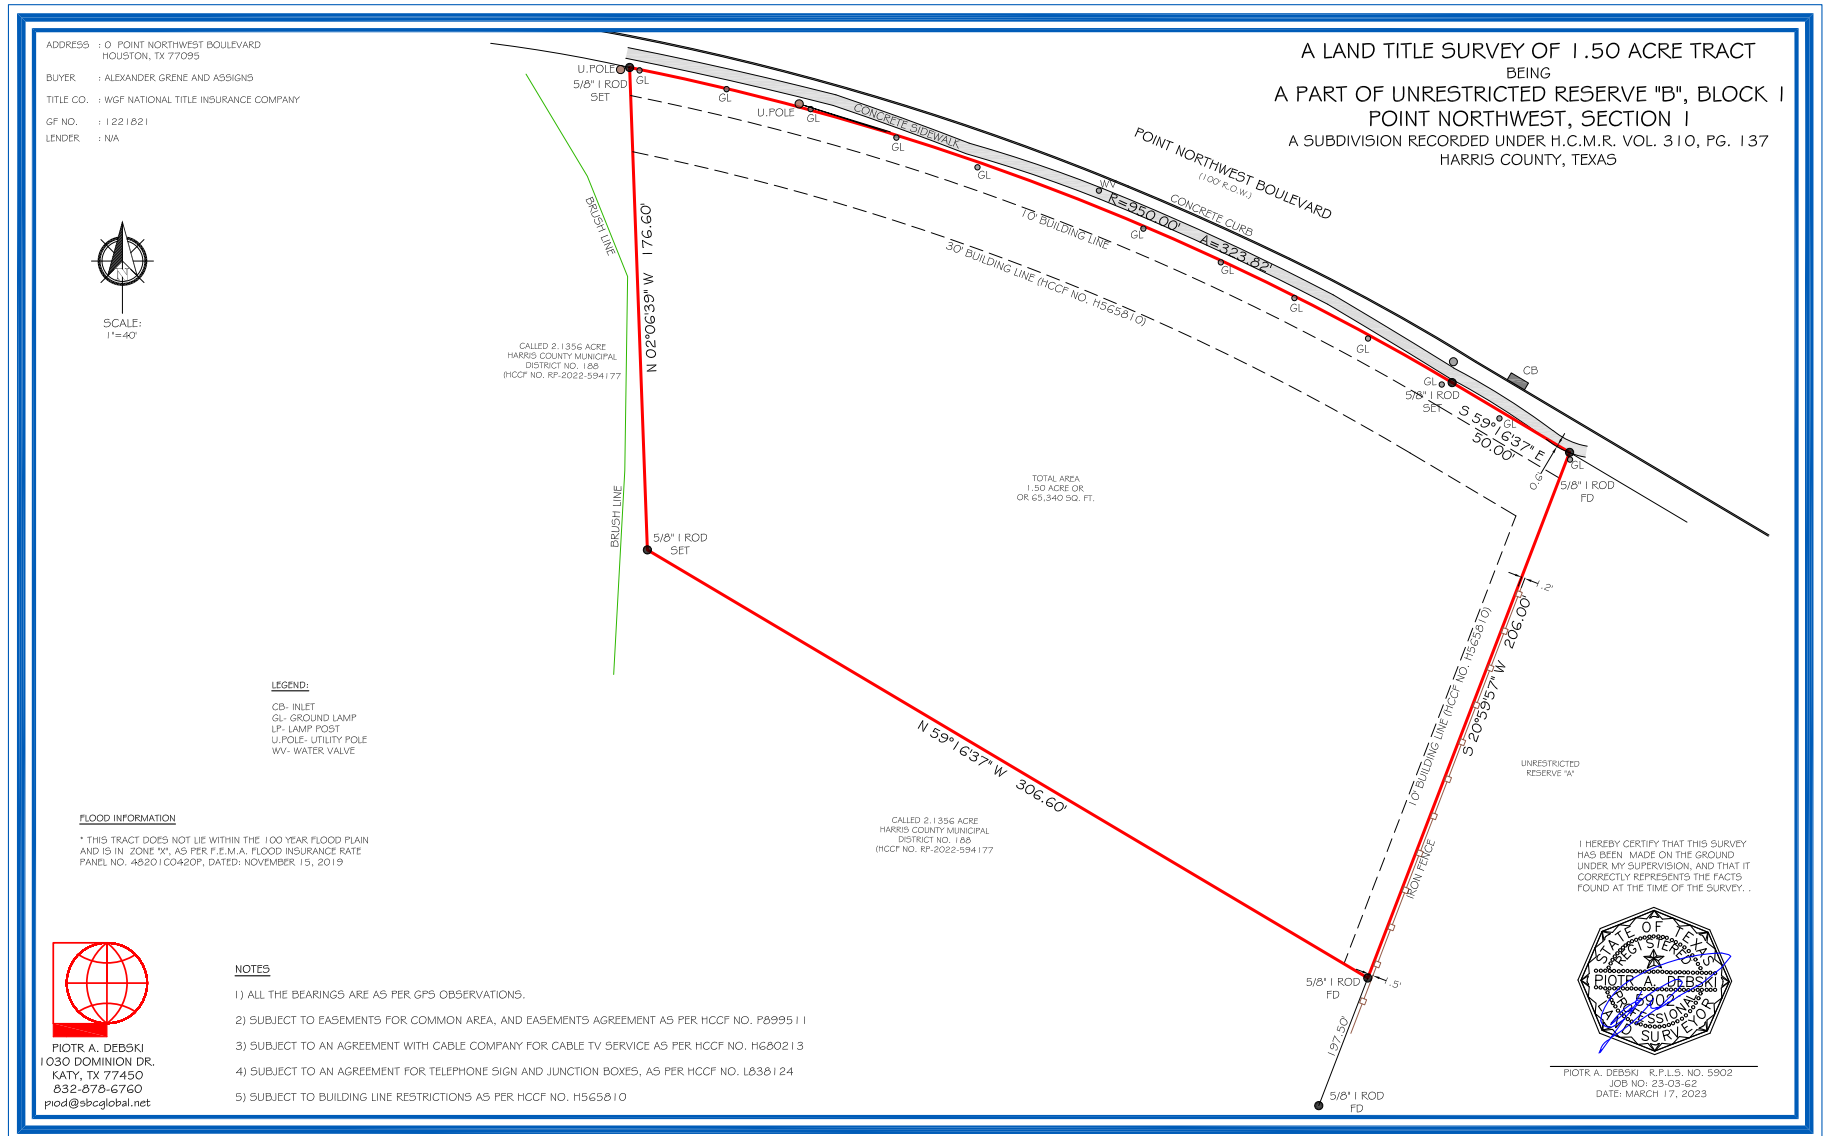 ADDRESS : 0 POINT NORTHWEST BOULEVARD
HOUSTON, TX 77095
BUYER : ALEXANDER GRENE AND ASSIGNS
TITLE CO. : WGF NATIONAL TITLE INSURANCE COMPANY
GF NO. : 1221821
LENDER : N/A
A LAND TITLE SURVEY OF 1.50 ACRE TRACT
BEING
A PART OF UNRESTRICTED RESERVE "B", BLOCK 1
POINT NORTHWEST, SECTION 1
A SUBDIVISION RECORDED UNDER H.C.M.R. VOL. 310, PG. 137
HARRIS COUNTY, TEXAS
N
SCALE:
1"=40'
U.POLE
5/8" I ROD
SET
GL
GL
U.POLE
GL
CONCRETE SIDEWALK
GL
GL
WV
POINT NORTHWEST BOULEVARD
(100' R.O.W.)
CONCRETE CURB
R=950.00' A=323.82'
10' BUILDING LINE
30' BUILDING LINE (HCCF NO. H565810)
GL
GL
GL
GL
CB
GL
5/8" I ROD
SET
GL
S 59°16'37" E
50.00'
GL
0.6'
5/8" I ROD
FD
BRUSH LINE
N 02°06'39" W 176.60'
CALLED 2.1356 ACRE
HARRIS COUNTY MUNICIPAL
DISTRICT NO. 188
(HCCF NO. RP-2022-594177
BRUSH LINE
5/8" I ROD
SET
TOTAL AREA
1.50 ACRE OR
OR 65,340 SQ. FT.
1.2'
10' BUILDING LINE (HCCF NO. H565810)
S 20°59'57" W 206.00'
IRON FENCE
UNRESTRICTED
RESERVE "A"
N 59°16'37" W 306.60'
CALLED 2.1356 ACRE
HARRIS COUNTY MUNICIPAL
DISTRICT NO. 188
(HCCF NO. RP-2022-594177
5/8" I ROD
FD
1.5'
197.50'
5/8" I ROD
FD
LEGEND:
CB- INLET
GL- GROUND LAMP
LP- LAMP POST
U.POLE- UTILITY POLE
WV- WATER VALVE
FLOOD INFORMATION
* THIS TRACT DOES NOT LIE WITHIN THE 100 YEAR FLOOD PLAIN
AND IS IN ZONE "X", AS PER F.E.M.A. FLOOD INSURANCE RATE
PANEL NO. 48201C0420P, DATED: NOVEMBER 15, 2019
PIOTR A. DEBSKI
1030 DOMINION DR.
KATY, TX 77450
832-878-6760
piod@sbcglobal.net
NOTES
1) ALL THE BEARINGS ARE AS PER GPS OBSERVATIONS.
2) SUBJECT TO EASEMENTS FOR COMMON AREA, AND EASEMENTS AGREEMENT AS PER HCCF NO. P899511
3) SUBJECT TO AN AGREEMENT WITH CABLE COMPANY FOR CABLE TV SERVICE AS PER HCCF NO. H680213
4) SUBJECT TO AN AGREEMENT FOR TELEPHONE SIGN AND JUNCTION BOXES, AS PER HCCF NO. L838124
5) SUBJECT TO BUILDING LINE RESTRICTIONS AS PER HCCF NO. H565810
I HEREBY CERTIFY THAT THIS SURVEY
HAS BEEN MADE ON THE GROUND
UNDER MY SUPERVISION, AND THAT IT
CORRECTLY REPRESENTS THE FACTS
FOUND AT THE TIME OF THE SURVEY. .
STATE OF TEXAS
REGISTERED
PIOTR A. DEBSKI
5902
PROFESSIONAL
LAND SURVEYOR
PIOTR A. DEBSKI R.P.L.S. NO. 5902
JOB NO: 23-03-62
DATE: MARCH 17, 2023